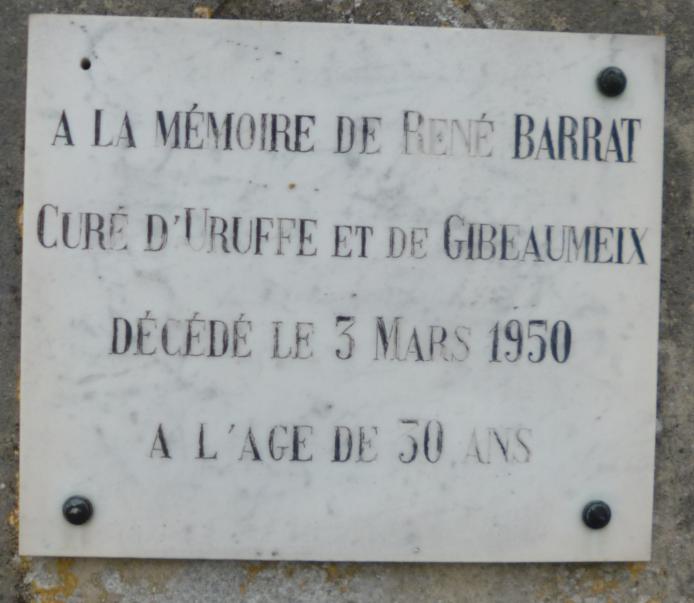 A LA MÉMOIRE DE RENÉ BARRAT
CURÉ D'URUFFE ET DE GIBEAUMEIX
DÉCÉDÉ LE 3 MARS 1950
A L'AGE DE 30 ANS